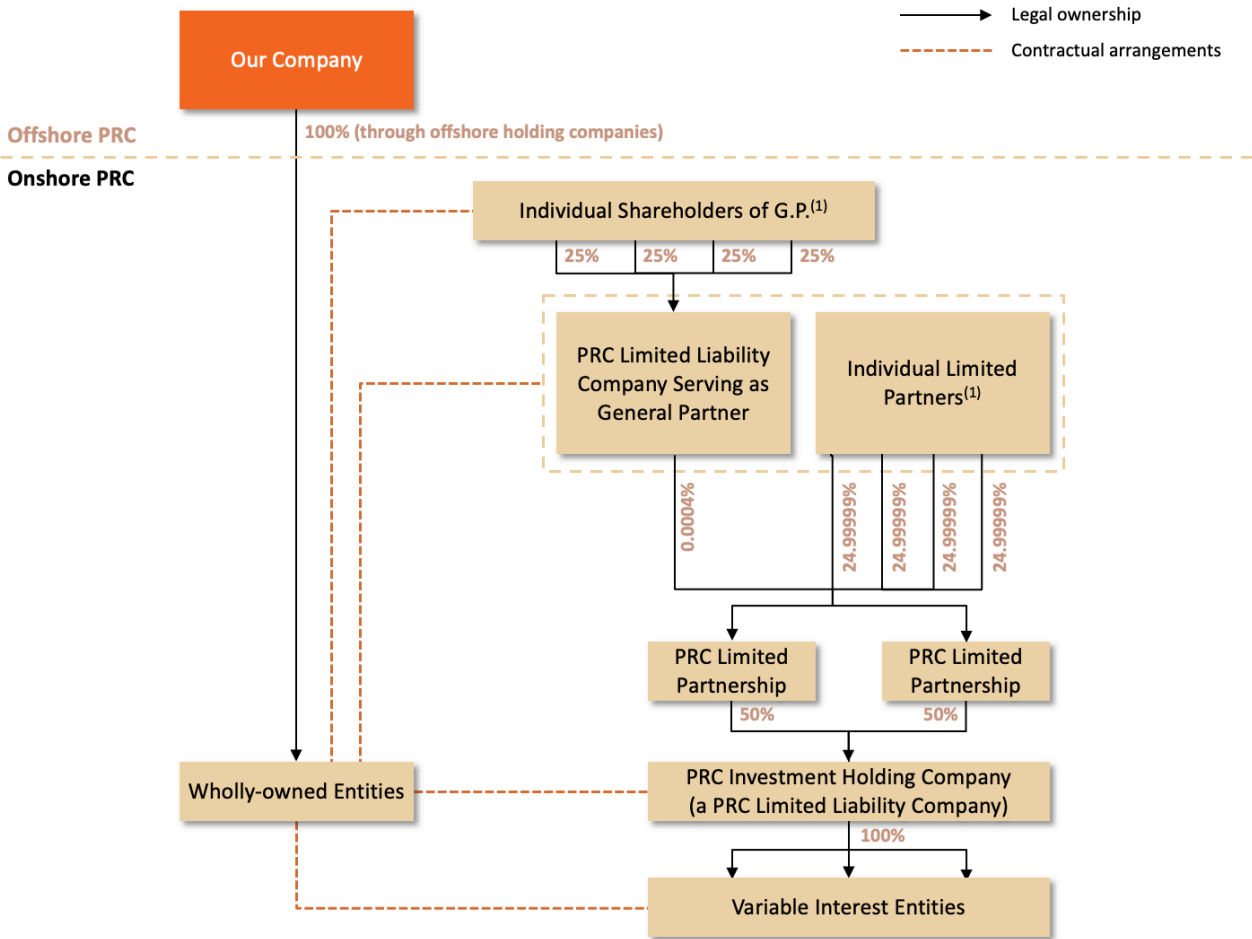 Legal ownership
Our Company
Contractual arrangements
100% (through offshore holding companies)
Offshore PRC
Onshore PRC
Individual Shareholders of G.P.(1)
25%
25%
25%
25%
PRC Limited Liability
Company Serving as
General Partner
Individual Limited
Partners(1)
0.0004%
24.99999%
24.99999%
24.99999%
24.99999%
PRC Limited
Partnership
PRC Limited
Partnership
50%
50%
Wholly-owned Entities
PRC Investment Holding Company
(a PRC Limited Liability Company)
100%
Variable Interest Entities